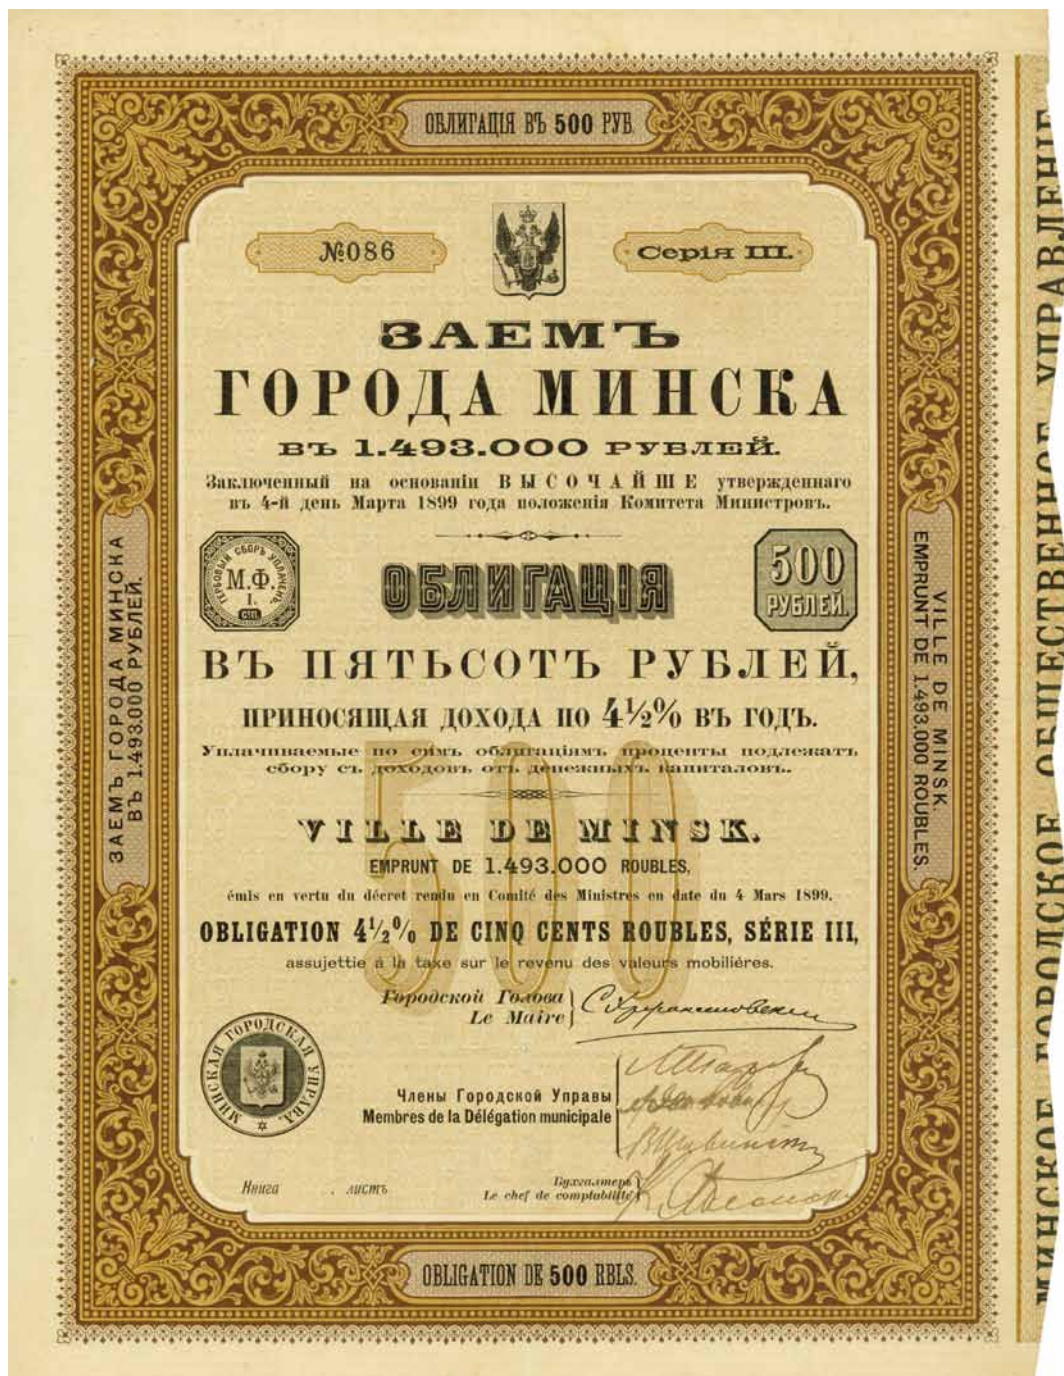 ОБЛИГАЦІЯ ВЪ 500 РУБ.
№086
Серія III.
ЗАЕМЪ
ГОРОДА МИНСКА
ВЪ 1.493.000 РУБЛЕЙ.
Заключенный на основаніи ВЫСОЧАЙШЕ утвержденнаго
въ 4-й день Марта 1899 года положенія Комитета Министровъ.
ГЕРБОВЫЙ СБОРЪ УПЛАЧЕНЪ.
М.Ф.
I.
СПБ.
ОБЛИГАЦІЯ
500
РУБЛЕЙ.
ВЪ ПЯТЬСОТЪ РУБЛЕЙ,
ПРИНОСЯЩАЯ ДОХОДА ПО 4½% ВЪ ГОДЪ.
Уплачиваемые по симъ облигаціямъ проценты подлежатъ
сбору съ доходовъ отъ денежныхъ капиталовъ.
500
VILLE DE MINSK.
EMPRUNT DE 1.493.000 ROUBLES,
émis en vertu du décret rendu en Comité des Ministres en date du 4 Mars 1899.
OBLIGATION 4½% DE CINQ CENTS ROUBLES, SÉRIE III,
assujettie à la taxe sur le revenu des valeurs mobilières.
Городской Голова
Le Maire
МИНСКАЯ ГОРОДСКАЯ УПРАВА.
Члены Городской Управы
Membres de la Délégation municipale
Книга . листъ
Бухгалтеръ
Le chef de comptabilité
OBLIGATION DE 500 RBLS.
ЗАЕМЪ ГОРОДА МИНСКА
ВЪ 1.493.000 РУБЛЕЙ.
VILLE DE MINSK.
EMPRUNT DE 1.493.000 ROUBLES.
МИНСКОЕ ГОРОДСКОЕ ОБЩЕСТВЕННОЕ УПРАВЛЕНІЕ